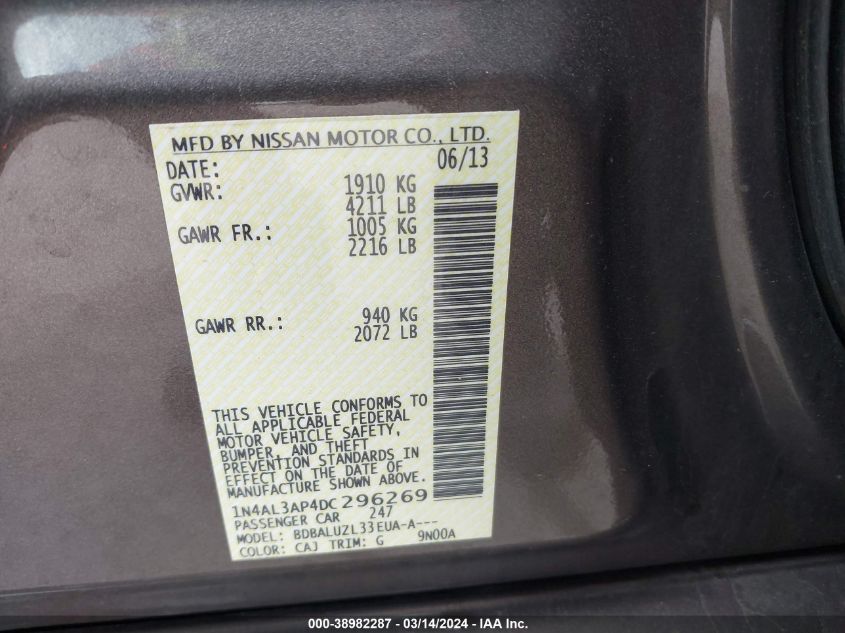 MFD BY NISSAN MOTOR CO., LTD.
DATE: 06/13
GVWR: 1910 KG
4211 LB
GAWR FR.: 1005 KG
2216 LB
GAWR RR.: 940 KG
2072 LB
THIS VEHICLE CONFORMS TO
ALL APPLICABLE FEDERAL
MOTOR VEHICLE SAFETY,
BUMPER, AND THEFT
PREVENTION STANDARDS IN
EFFECT ON THE DATE OF
MANUFACTURE SHOWN ABOVE.
1N4AL3AP4DC296269
PASSENGER CAR 247
MODEL: BDBALUZL33EUA-A---
COLOR: CAJ TRIM: G 9N00A
000-38982287 - 03/14/2024 - IAA Inc.